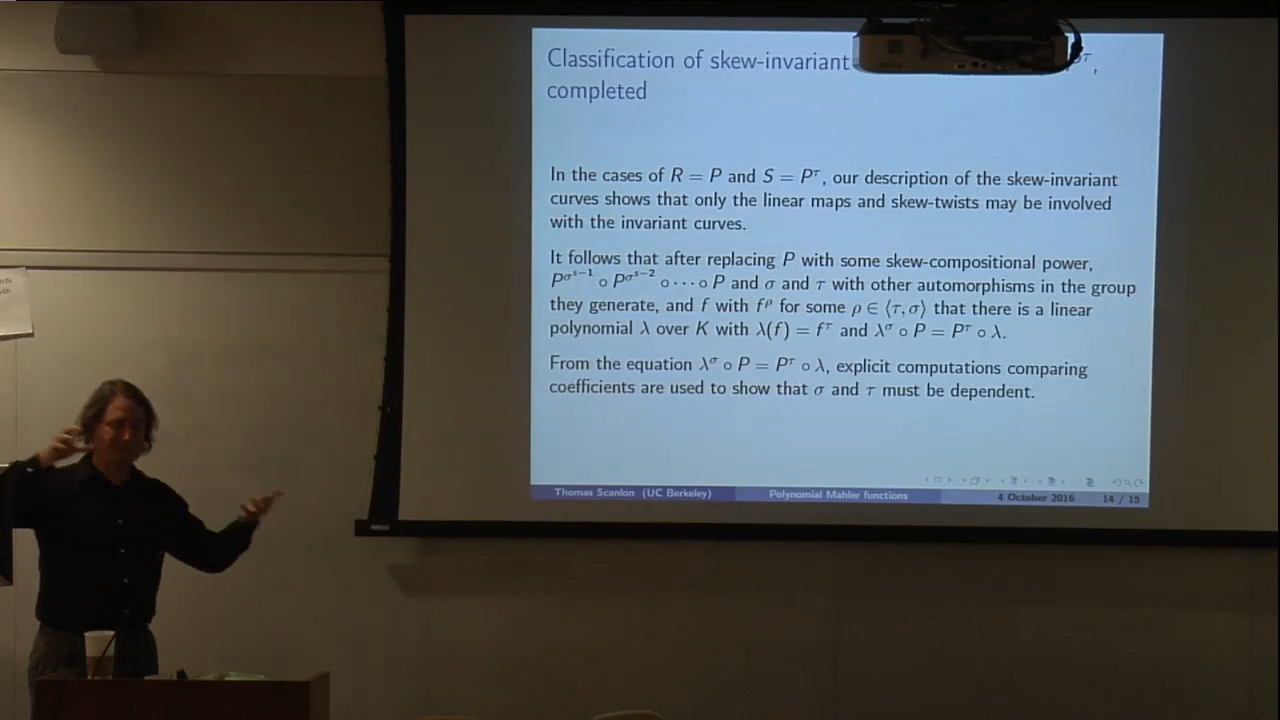 Classification of skew-invariant τ,
completed
In the cases of R = P and S = P^τ, our description of the skew-invariant
curves shows that only the linear maps and skew-twists may be involved
with the invariant curves.
It follows that after replacing P with some skew-compositional power,
P^{σ^{s−1}} ∘ P^{σ^{s−2}} ∘ ⋯ ∘ P and σ and τ with other automorphisms in the group
they generate, and f with f^ρ for some ρ ∈ ⟨τ, σ⟩ that there is a linear
polynomial λ over K with λ(f) = f^τ and λ^σ ∘ P = P^τ ∘ λ.
From the equation λ^σ ∘ P = P^τ ∘ λ, explicit computations comparing
coefficients are used to show that σ and τ must be dependent.
Thomas Scanlon (UC Berkeley) Polynomial Mahler functions 4 October 2016 14 / 15